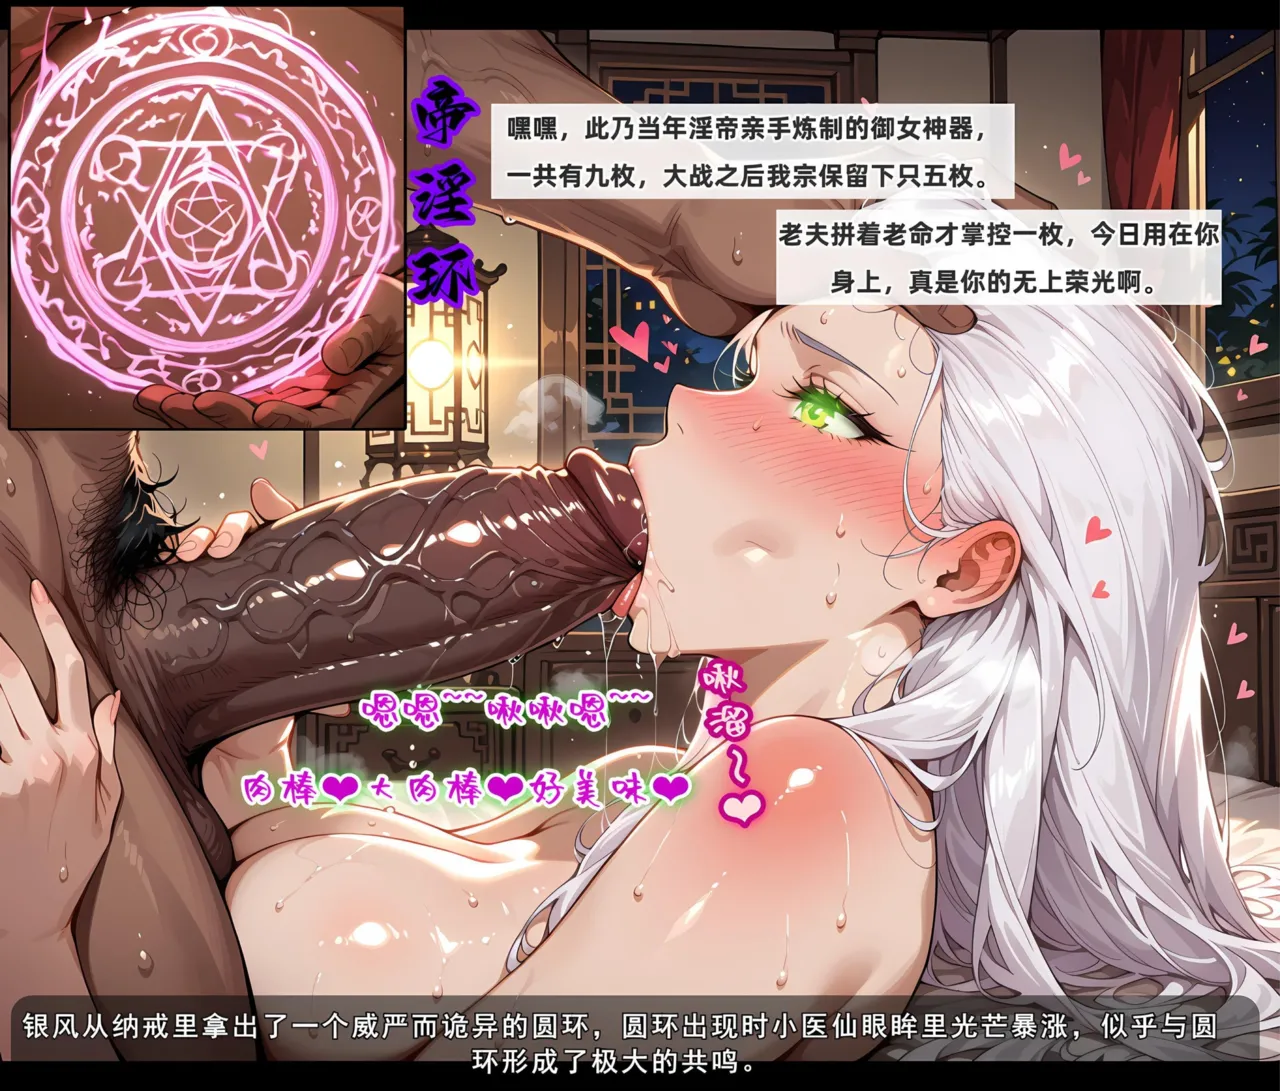 帝淫环
嘿嘿，此乃当年淫帝亲手炼制的御女神器，
一共有九枚，大战之后我宗保留下只五枚。
老夫拼着老命才掌控一枚，今日用在你
身上，真是你的无上荣光啊。
嗯嗯~~啾啾嗯~~
啾溜~♥
肉棒♥大肉棒♥好美味♥
银风从纳戒里拿出了一个威严而诡异的圆环，圆环出现时小医仙眼眸里光芒暴涨，似乎与圆
环形成了极大的共鸣。